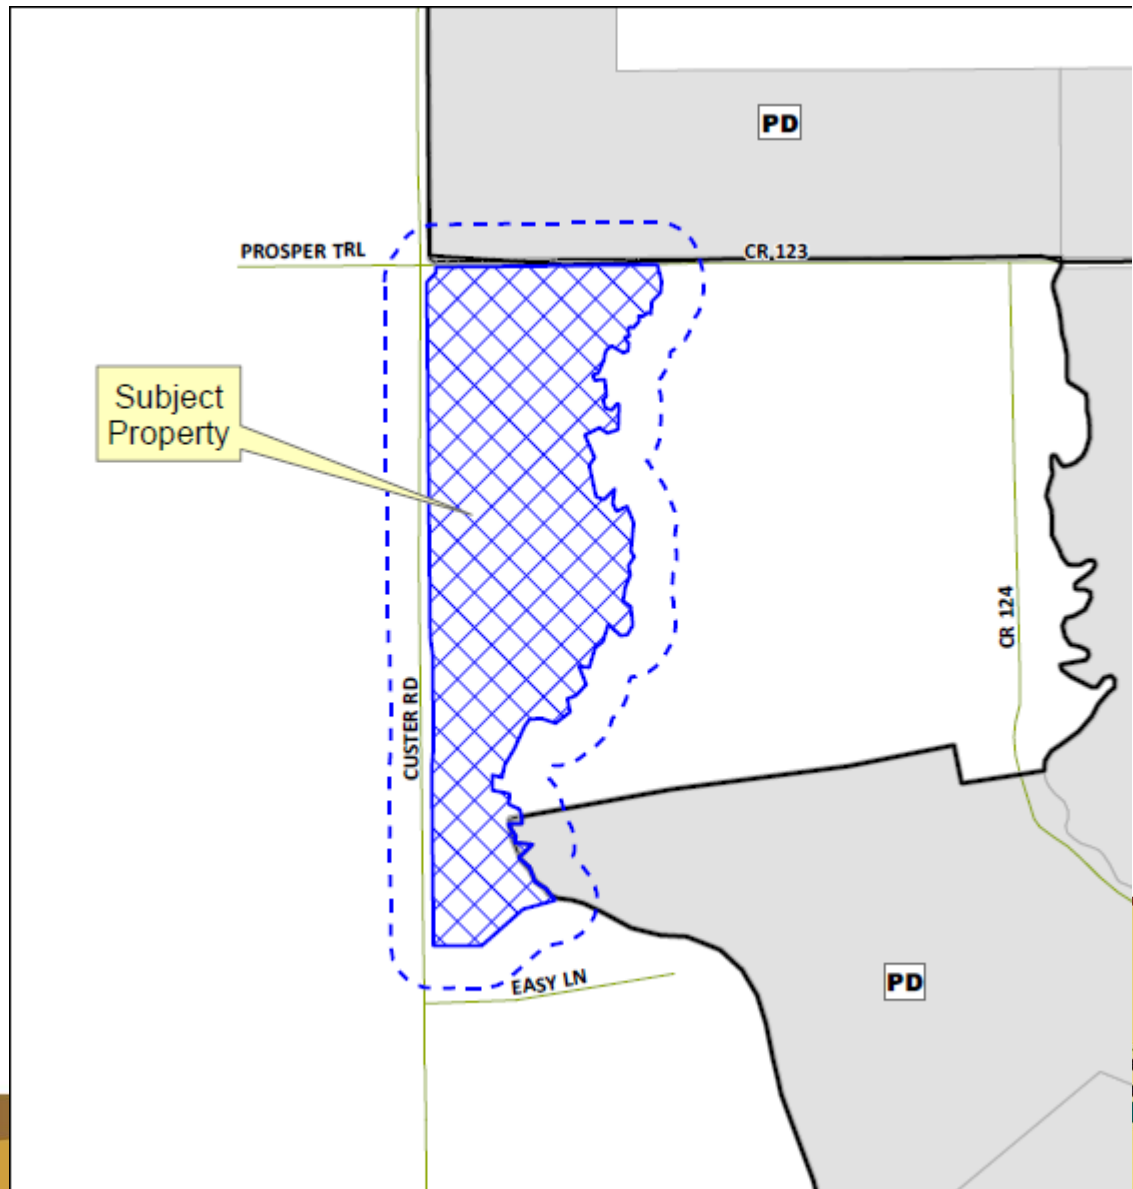 PD
PROSPER TRL
CR 123
Subject
Property
CR 124
CUSTER RD
EASY LN
PD